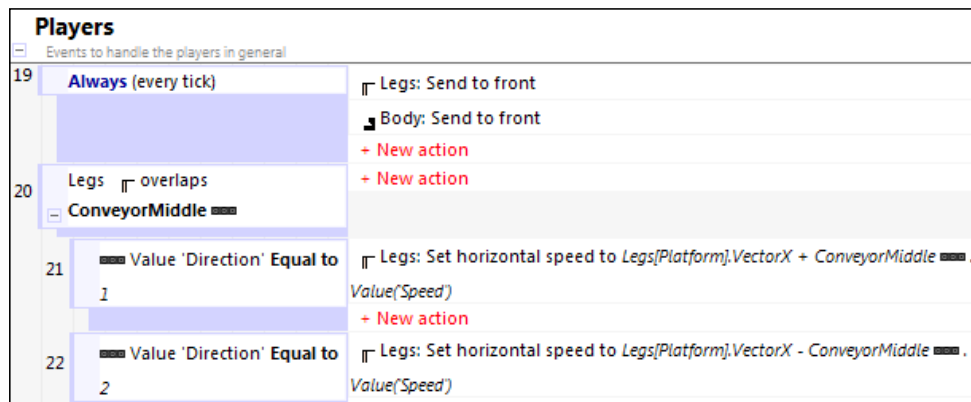 Players
Events to handle the players in general
19 Always (every tick) Legs: Send to front
Body: Send to front
+ New action
20 Legs overlaps + New action
ConveyorMiddle
21 Value 'Direction' Equal to Legs: Set horizontal speed to Legs[Platform].VectorX + ConveyorMiddle .
1 Value('Speed')
+ New action
22 Value 'Direction' Equal to Legs: Set horizontal speed to Legs[Platform].VectorX - ConveyorMiddle .
2 Value('Speed')